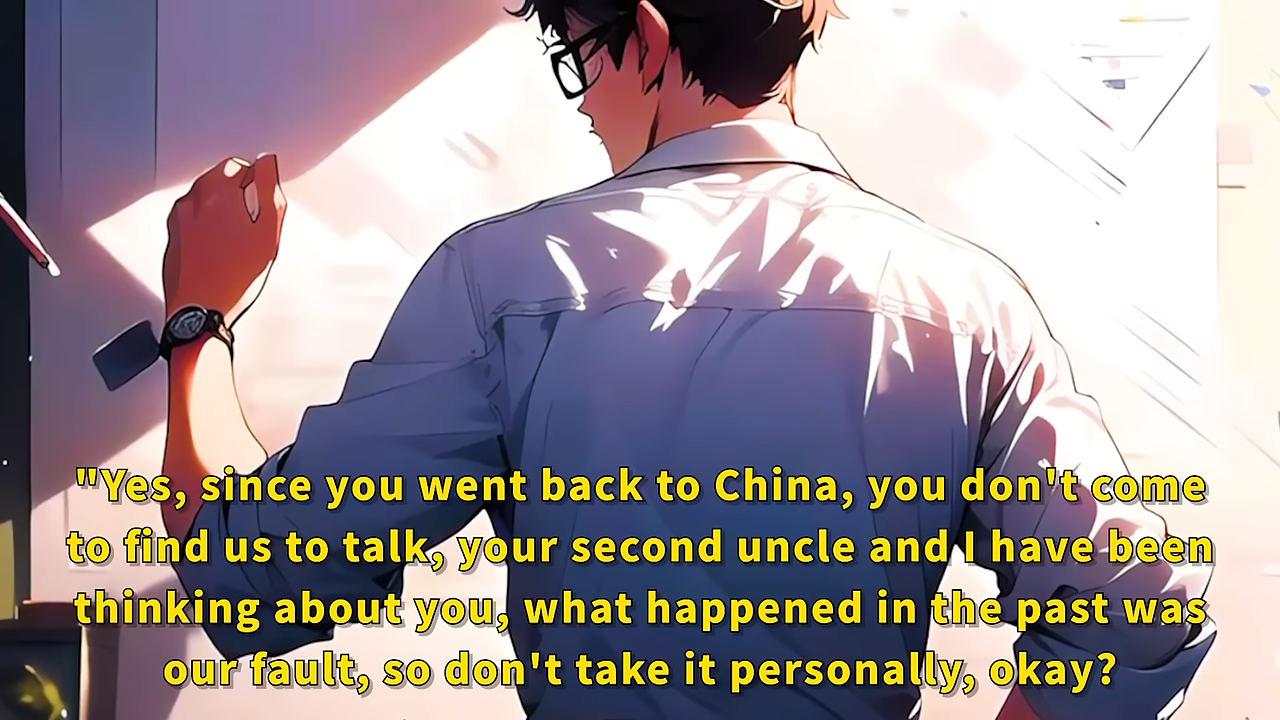 "Yes, since you went back to China, you don't come
to find us to talk, your second uncle and I have been
thinking about you, what happened in the past was
our fault, so don't take it personally, okay?